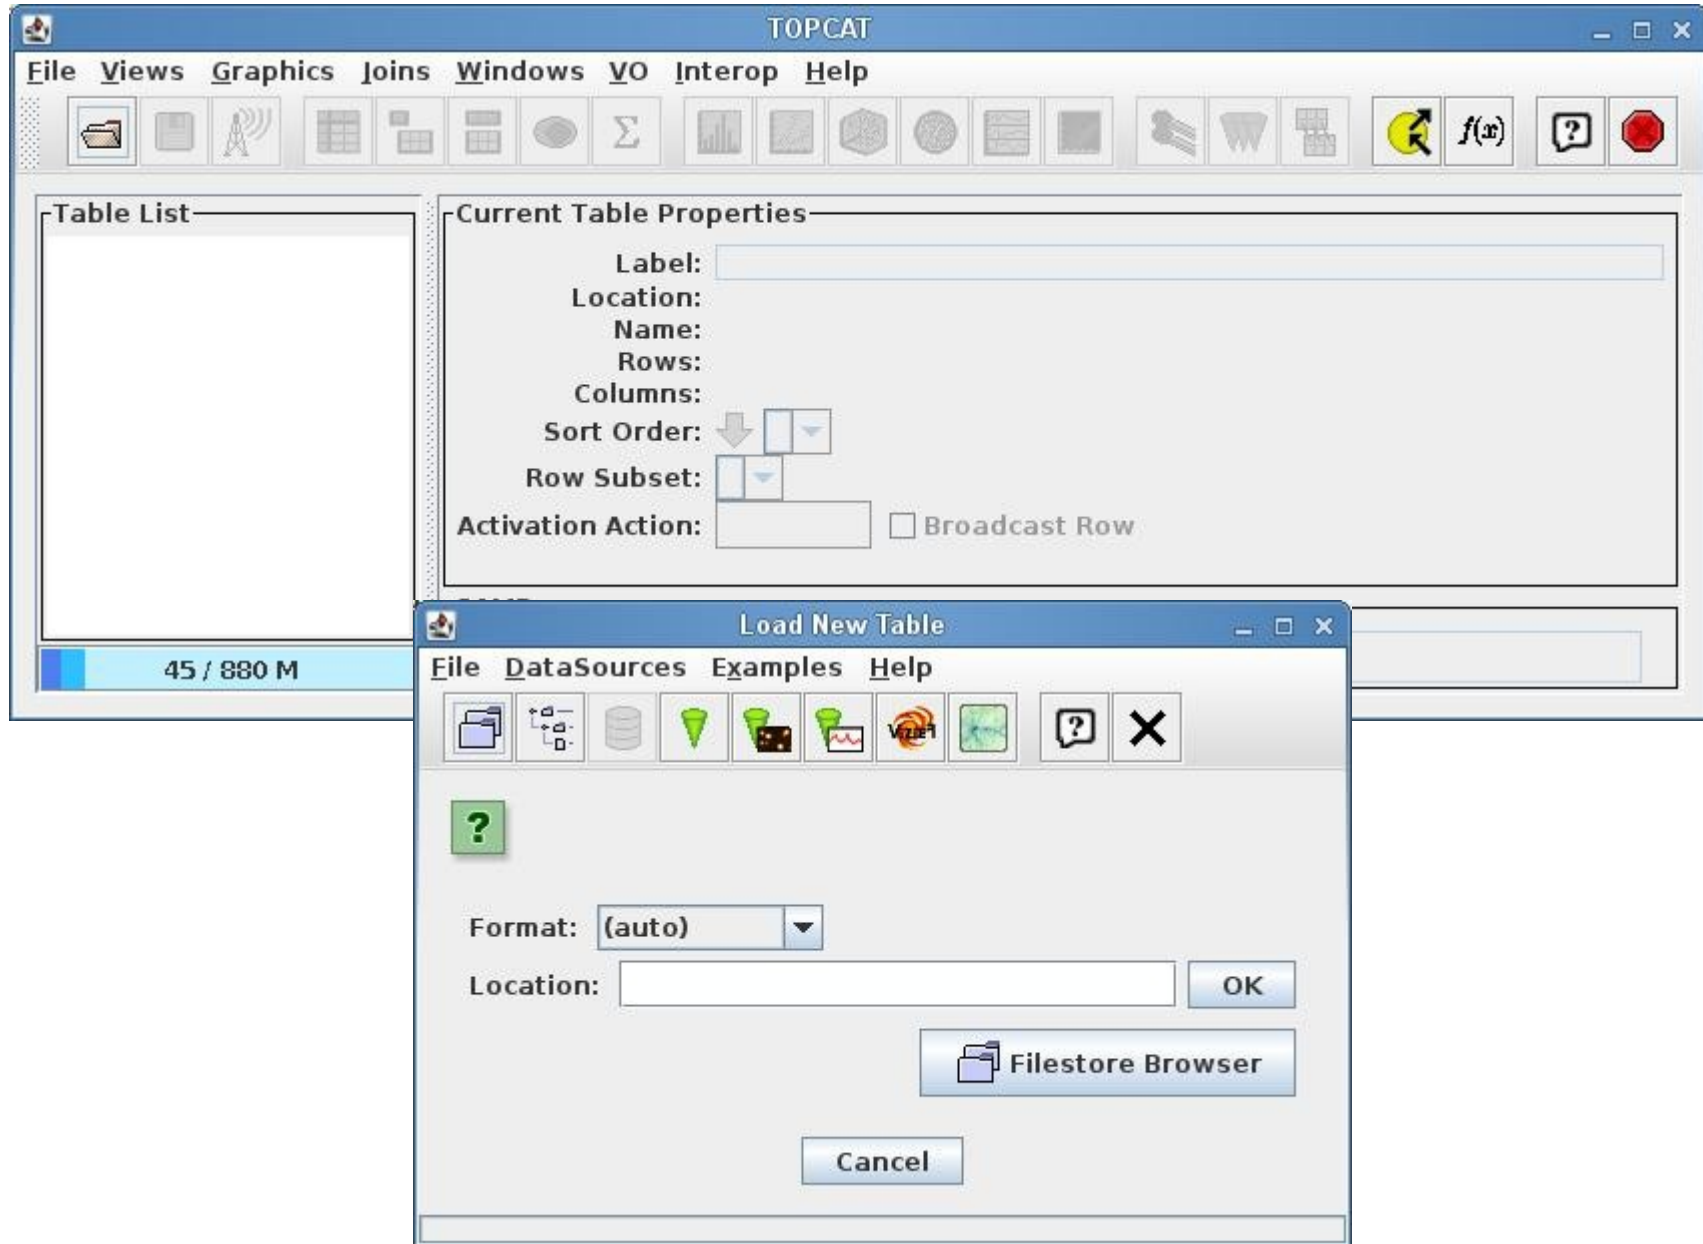 TOPCAT
File Views Graphics Joins Windows VO Interop Help
Σ f(x) ?
Table List
Current Table Properties
Label:
Location:
Name:
Rows:
Columns:
Sort Order:
Row Subset:
Activation Action: Broadcast Row
45 / 880 M
Load New Table
File DataSources Examples Help
?
?
Format: (auto)
Location: OK
Filestore Browser
Cancel